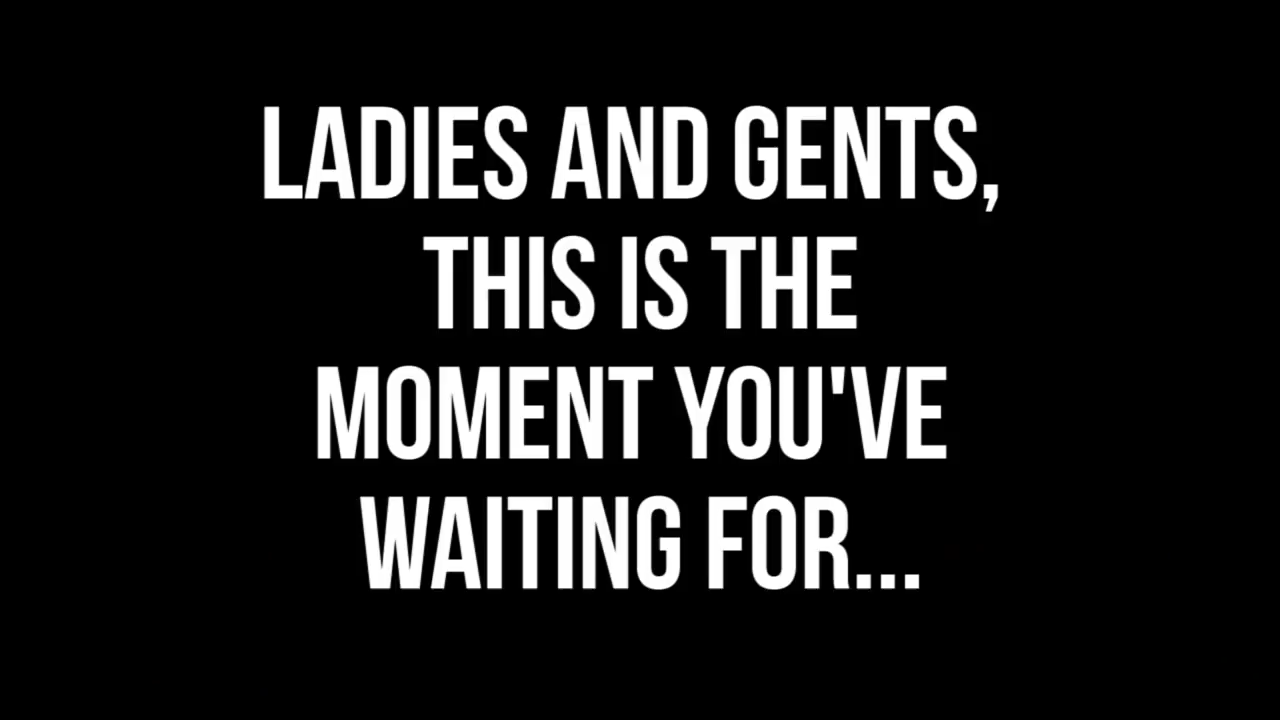 LADIES AND GENTS,
THIS IS THE
MOMENT YOU'VE
WAITING FOR...